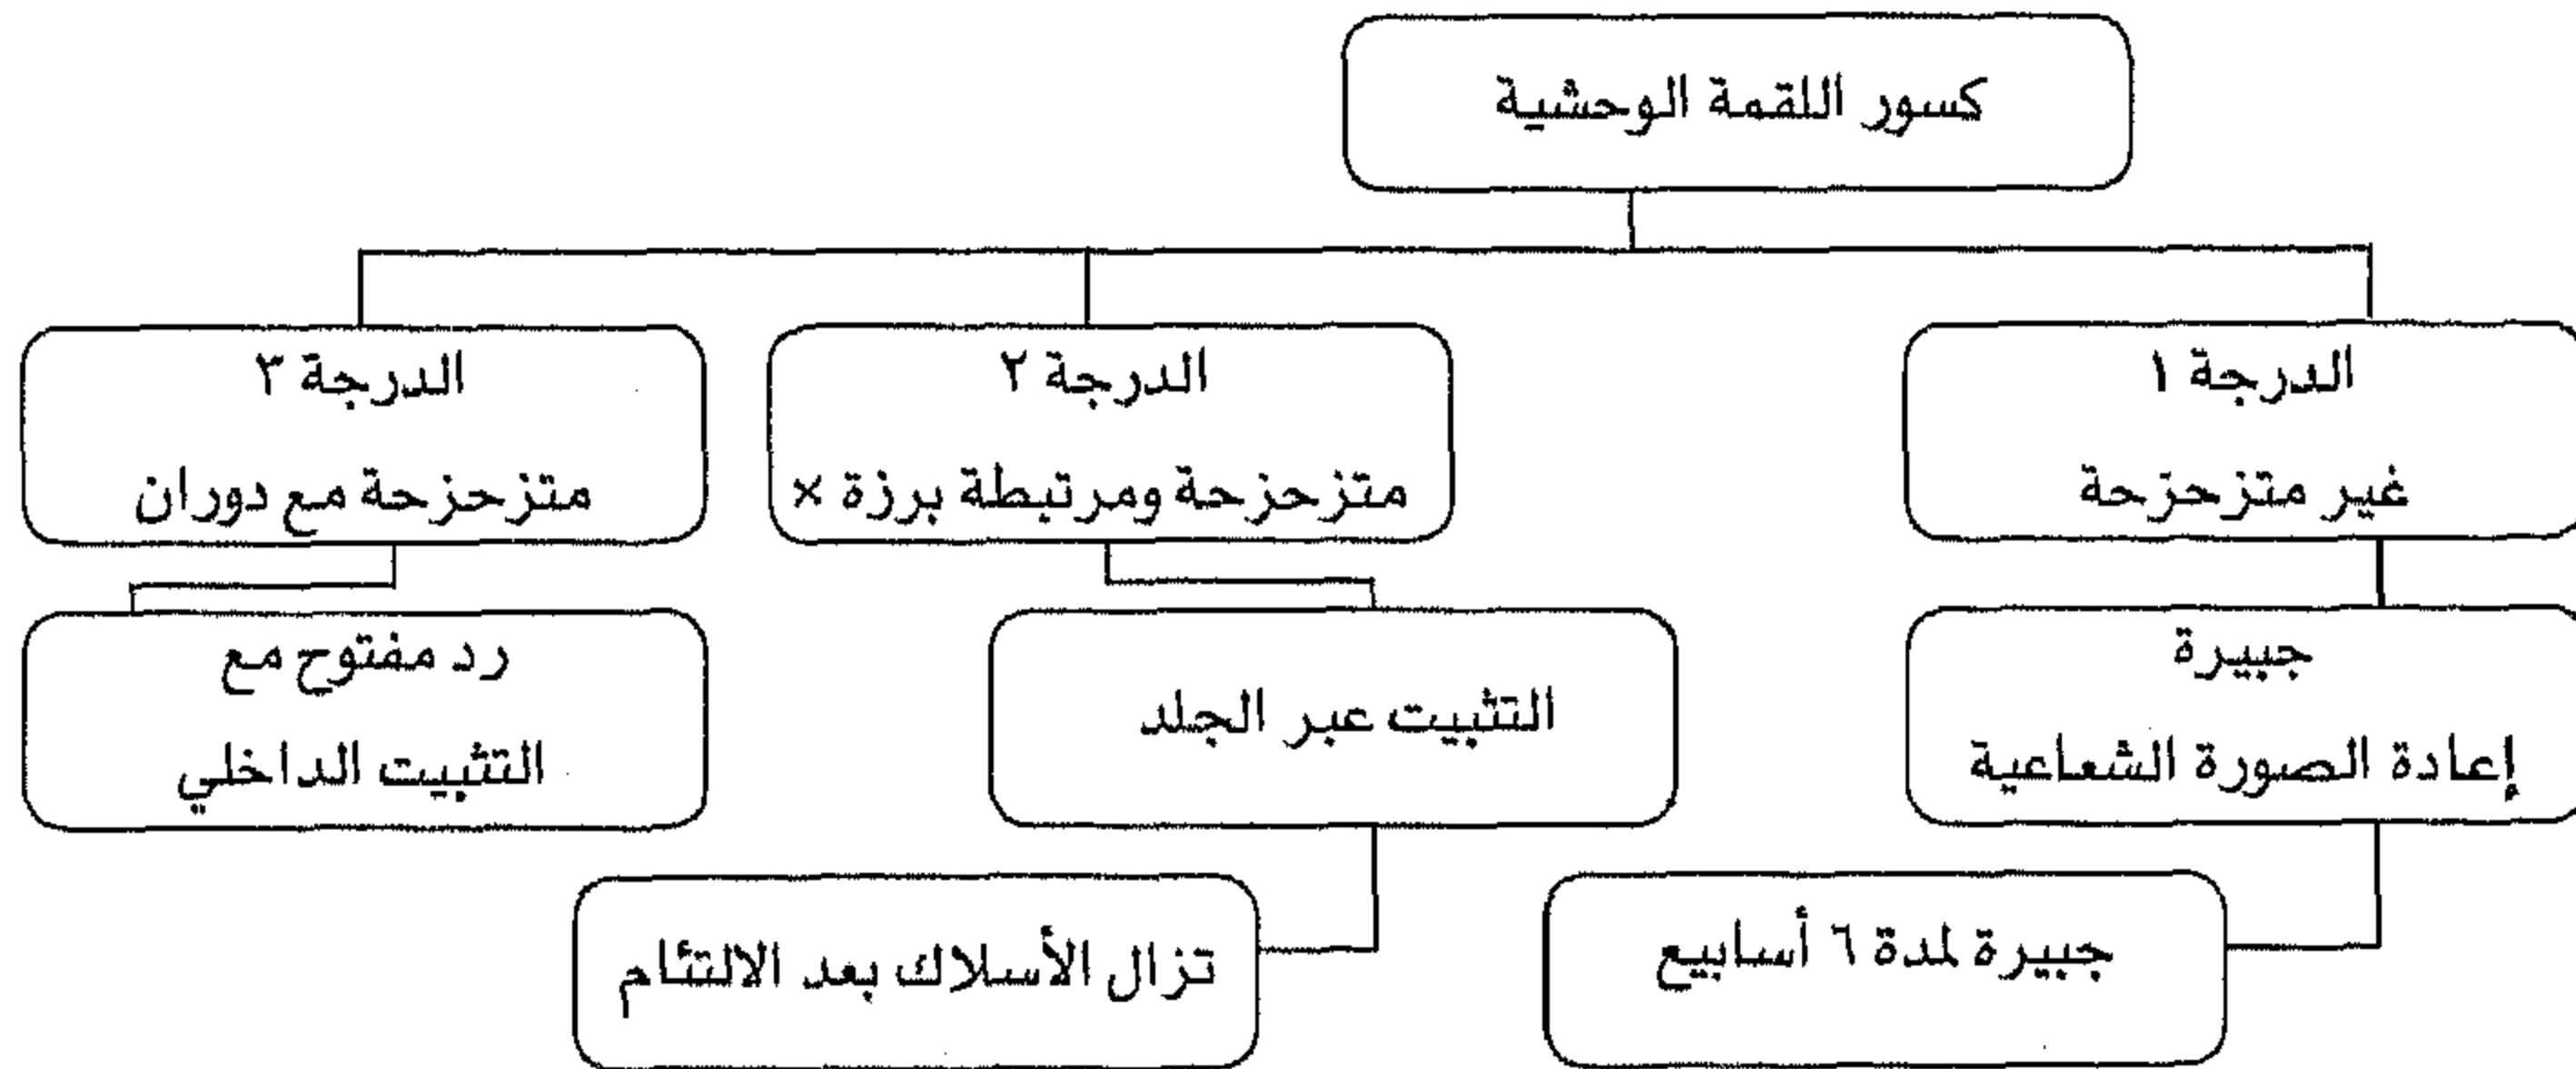 كسور اللقمة الوحشية
الدرجة ١
غير متزحزحة
الدرجة ٢
متزحزحة ومرتبطة برزة ×
الدرجة ٣
متزحزحة مع دوران
جبيرة
إعادة الصورة الشعاعية
التثبيت عبر الجلد
رد مفتوح مع
التثبيت الداخلي
جبيرة لمدة ٦ أسابيع
تزال الأسلاك بعد الالتئام